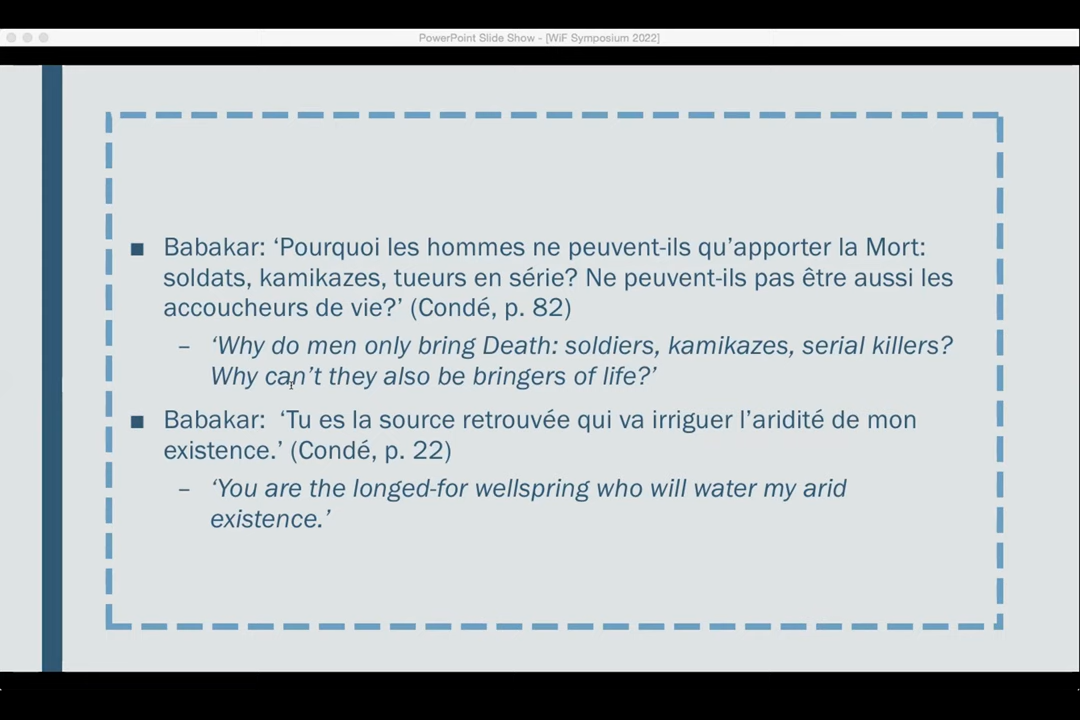 PowerPoint Slide Show - [WiF Symposium 2022]
■ Babakar: ‘Pourquoi les hommes ne peuvent-ils qu’apporter la Mort:
soldats, kamikazes, tueurs en série? Ne peuvent-ils pas être aussi les
accoucheurs de vie?’ (Condé, p. 82)
– ‘Why do men only bring Death: soldiers, kamikazes, serial killers?
Why can’t they also be bringers of life?’
■ Babakar:  ‘Tu es la source retrouvée qui va irriguer l’aridité de mon
existence.’ (Condé, p. 22)
– ‘You are the longed-for wellspring who will water my arid
existence.’